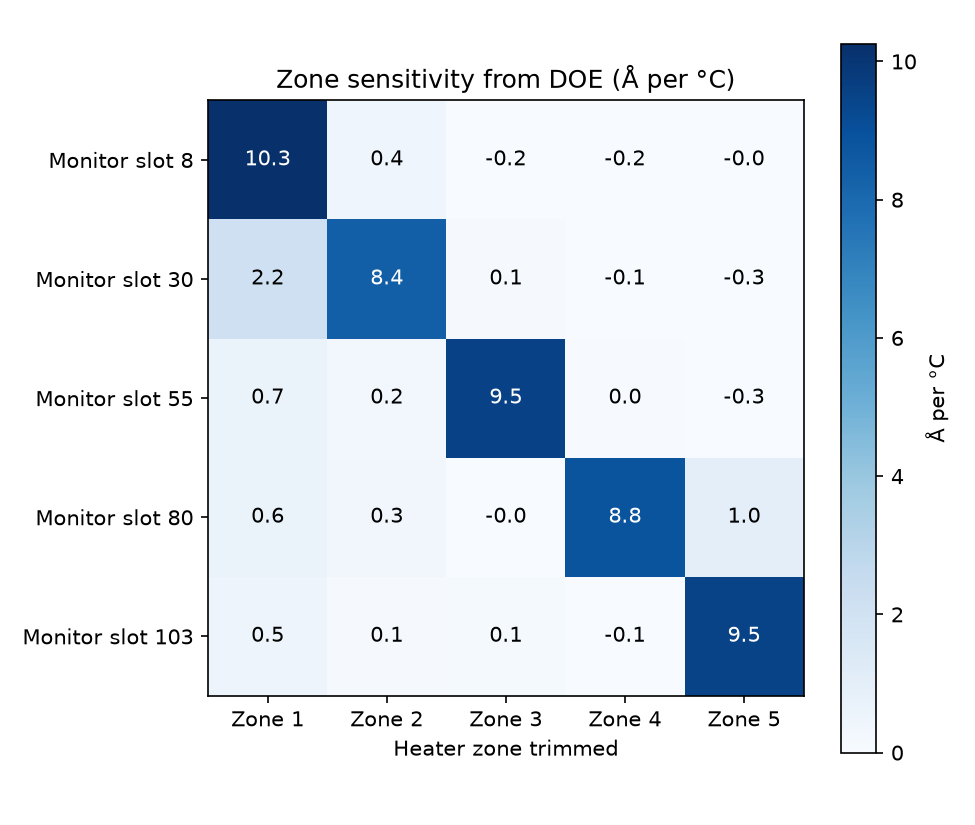 Zone sensitivity from DOE (Å per °C)
Monitor slot 8 10.3 0.4 -0.2 -0.2 -0.0
Monitor slot 30 2.2 8.4 0.1 -0.1 -0.3
Monitor slot 55 0.7 0.2 9.5 0.0 -0.3
Monitor slot 80 0.6 0.3 -0.0 8.8 1.0
Monitor slot 103 0.5 0.1 0.1 -0.1 9.5
Zone 1 Zone 2 Zone 3 Zone 4 Zone 5
Heater zone trimmed
10
8
6
4
2
0
Å per °C